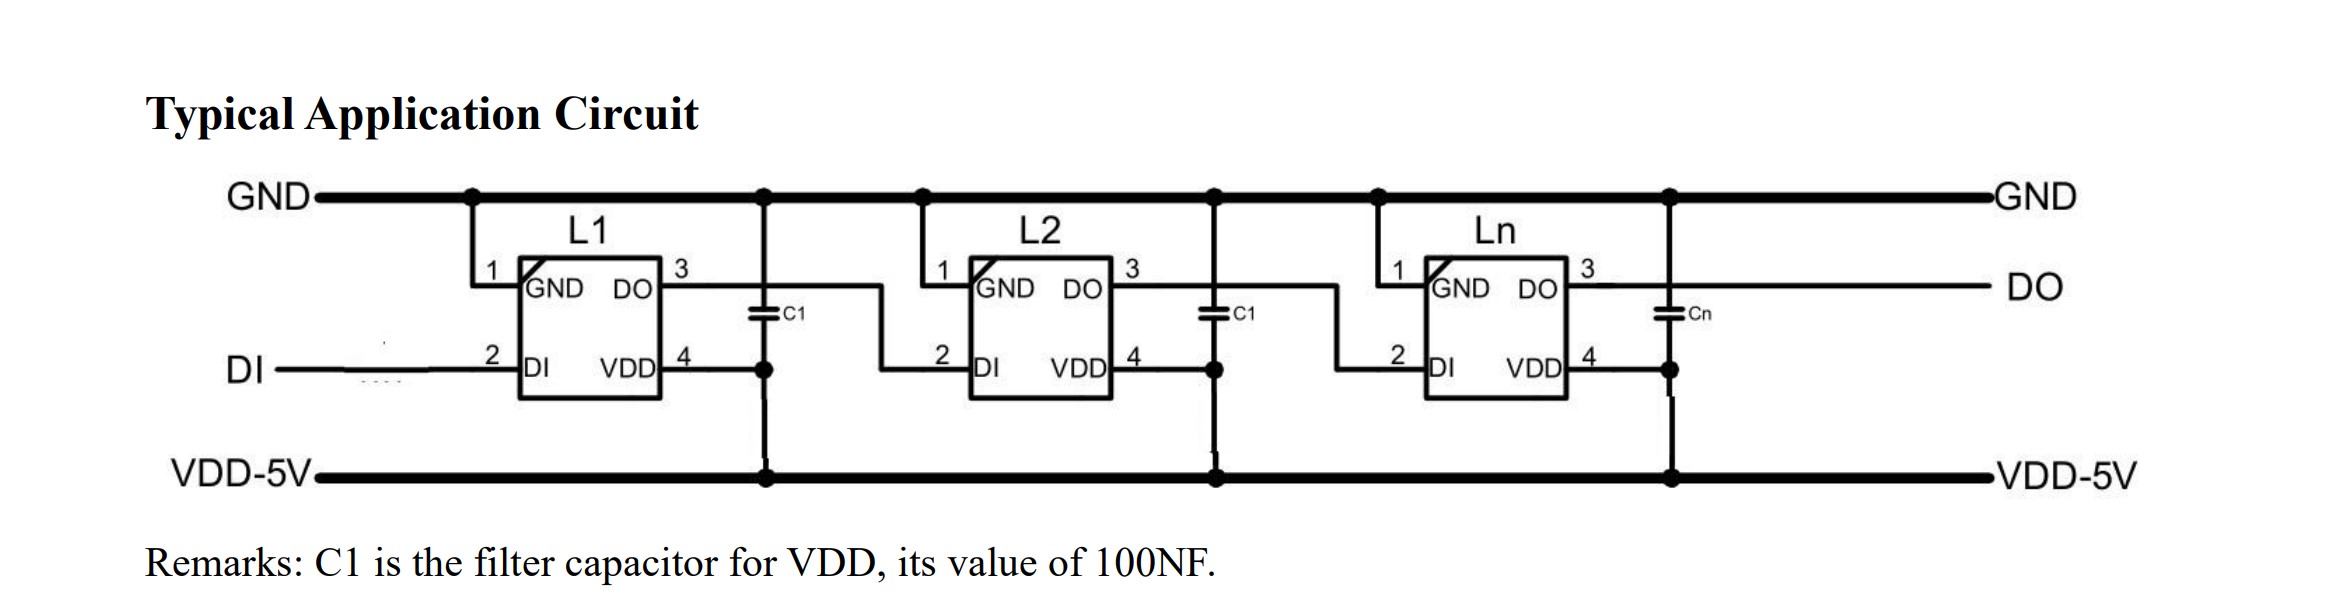 Typical Application Circuit
GND GND
L1 L2 Ln
1 GND DO 3 1 GND DO 3 1 GND DO 3 DO
C1 C1 Cn
DI 2 DI VDD 4 2 DI VDD 4 2 DI VDD 4
VDD-5V VDD-5V
Remarks: C1 is the filter capacitor for VDD, its value of 100NF.